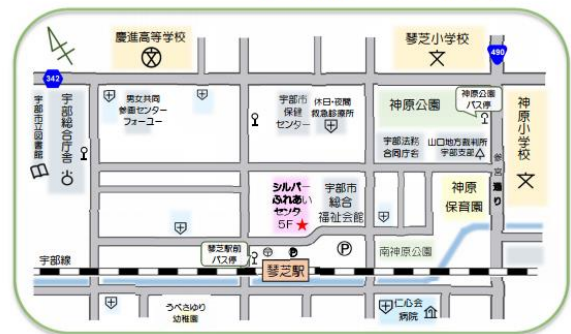 慶進高等学校
琴芝小学校
490
342
男女共同
参画センター
フォーユー
宇部市
保健
センター
休日・夜間
救急診療所
神原公園
神原公園
バス停
神原小学校
宇部市立図書館
宇部総合庁舎
宇部法務
合同庁舎
山口地方裁判所
宇部支部
参宮通り
シルバー
ふれあい
センタ
5F★
宇部市
総合
福祉会館
神原
保育園
琴芝駅前
バス停
P
南神原公園
宇部線
琴芝駅
うべさゆり
幼稚園
仁心会
病院